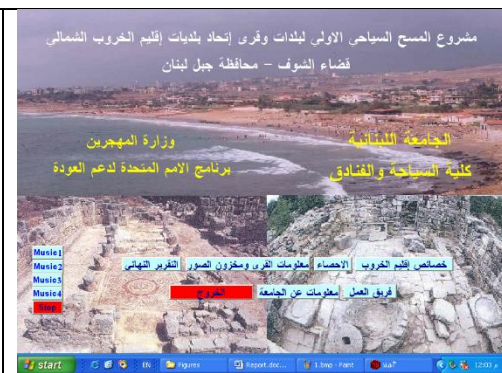 مشروع المسح السياحي الاولي لبلدات وقرى إتحاد بلديات إقليم الخروب الشمالي
قضاء الشوف - محافظة جبل لبنان
الجامعة اللبنانية
وزارة المهجرين
كلية السياحة والفنادق
برنامج الامم المتحدة لدعم العودة
Music1
Music2
Music3
Music4
Stop
خصائص إقليم الخروب
الاحصاء
معلومات القرى ومخزون الصور
التقرير النهائي
فريق العمل
معلومات عن الجامعة
الخروج
start
EN
Figures
Report.doc...
1.bmp - Paint
12:03